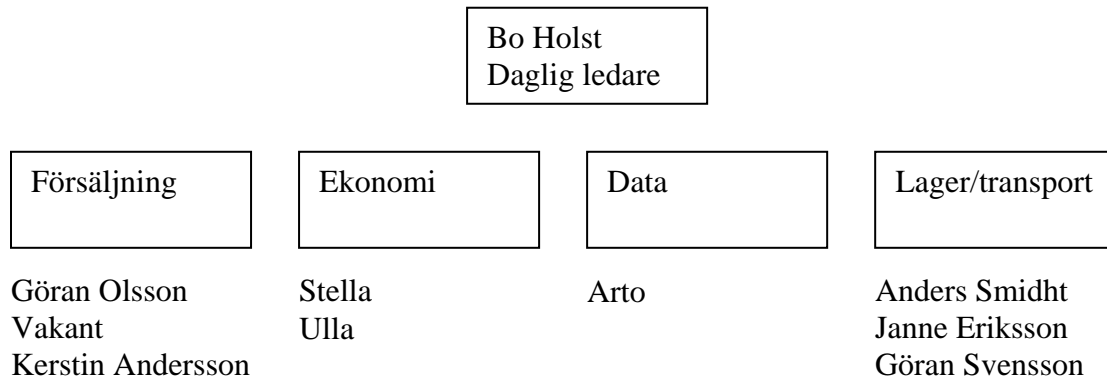 Bo Holst
Daglig ledare
Försäljning
Ekonomi
Data
Lager/transport
Göran Olsson
Vakant
Kerstin Andersson
Stella
Ulla
Arto
Anders Smidht
Janne Eriksson
Göran Svensson